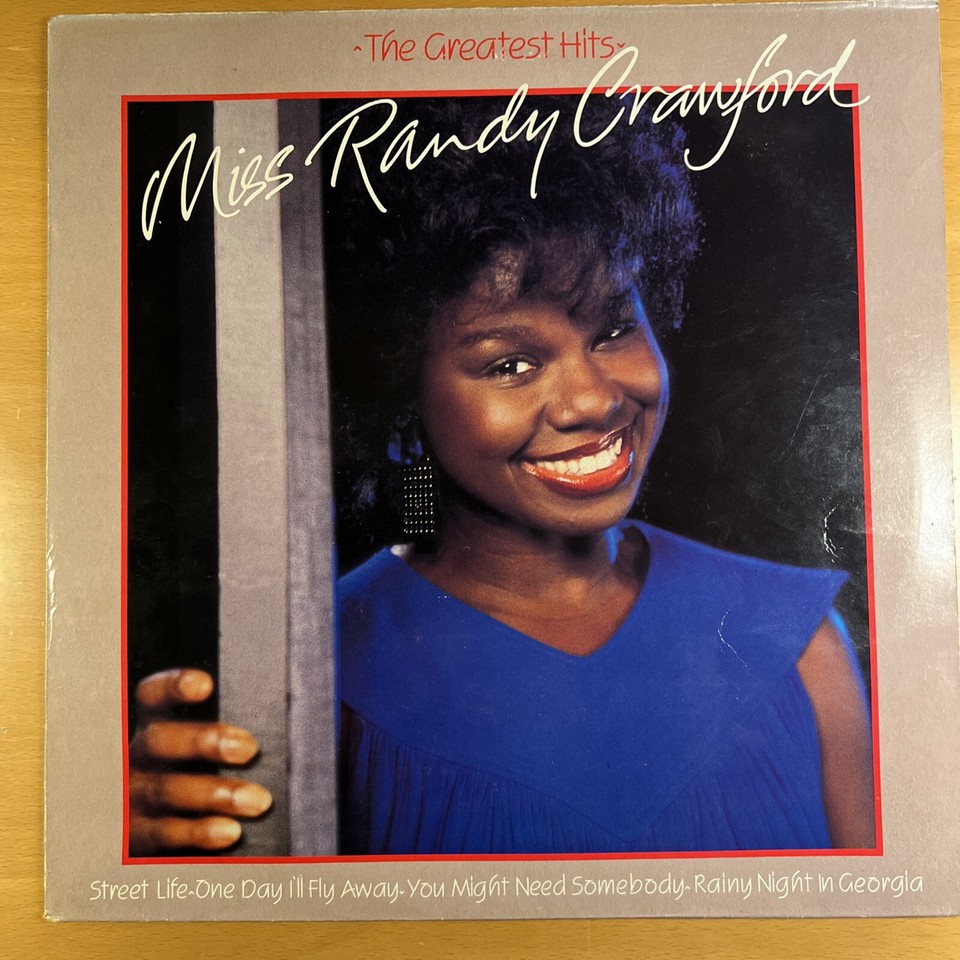 The Greatest Hits
Miss Randy Crawford
Street Life-One Day I'll Fly Away-You Might Need Somebody-Rainy Night In Georgia